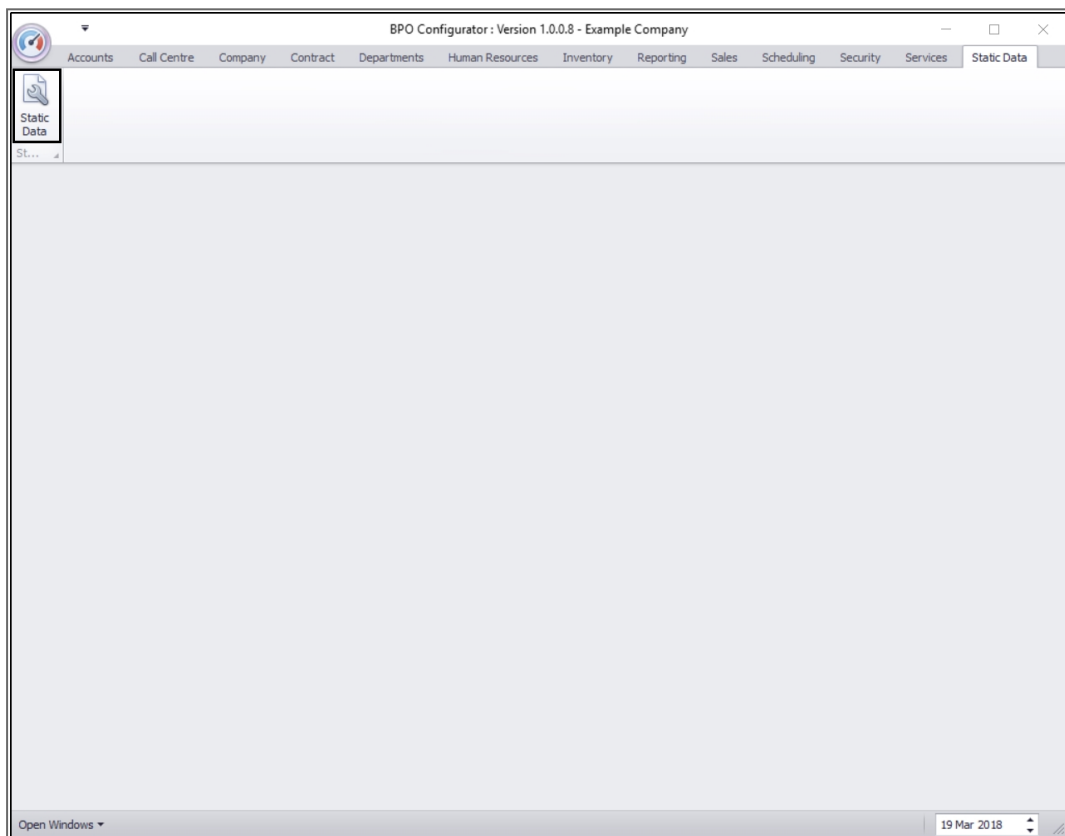 BPO Configurator : Version 1.0.0.8 - Example Company
Accounts Call Centre Company Contract Departments Human Resources Inventory Reporting Sales Scheduling Security Services Static Data
Static
Data
St...
Open Windows
19 Mar 2018